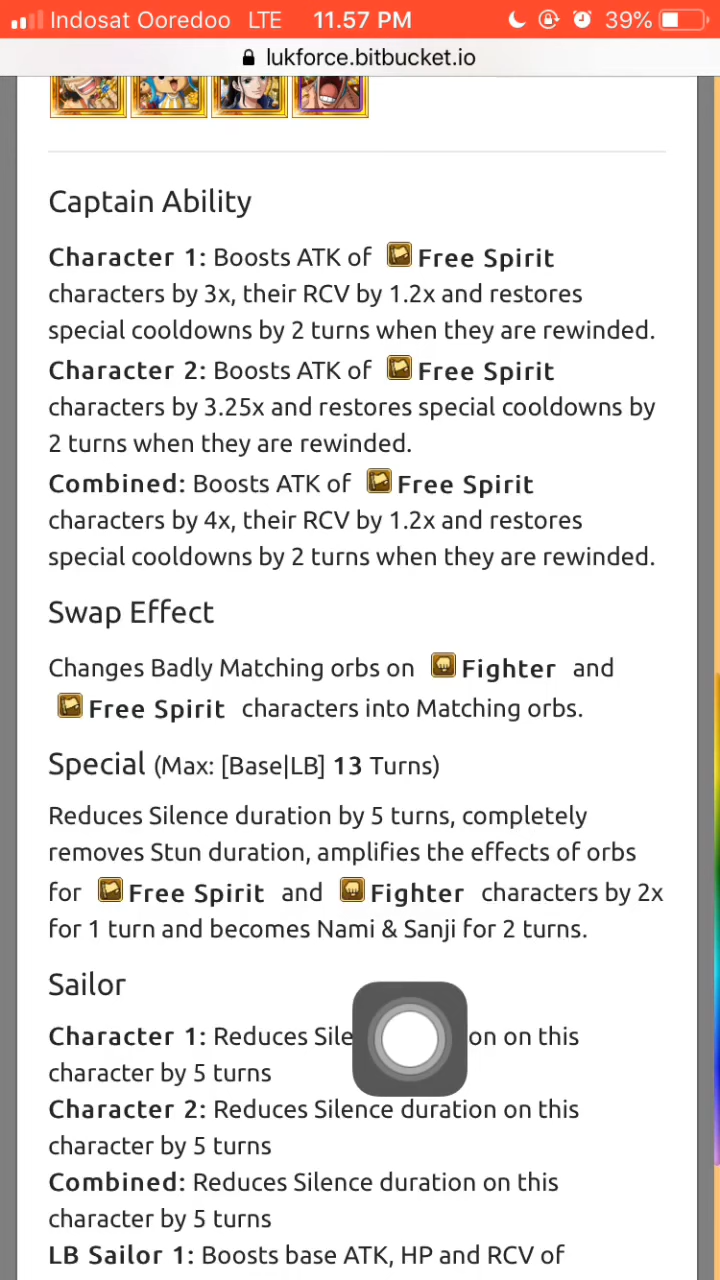 Indosat Ooredoo LTE 11.57 PM 39%
lukforce.bitbucket.io
Captain Ability
Character 1: Boosts ATK of Free Spirit
characters by 3x, their RCV by 1.2x and restores
special cooldowns by 2 turns when they are rewinded.
Character 2: Boosts ATK of Free Spirit
characters by 3.25x and restores special cooldowns by
2 turns when they are rewinded.
Combined: Boosts ATK of Free Spirit
characters by 4x, their RCV by 1.2x and restores
special cooldowns by 2 turns when they are rewinded.
Swap Effect
Changes Badly Matching orbs on Fighter and
Free Spirit characters into Matching orbs.
Special (Max: [Base|LB] 13 Turns)
Reduces Silence duration by 5 turns, completely
removes Stun duration, amplifies the effects of orbs
for Free Spirit and Fighter characters by 2x
for 1 turn and becomes Nami & Sanji for 2 turns.
Sailor
Character 1: Reduces Sile on on this
character by 5 turns
Character 2: Reduces Silence duration on this
character by 5 turns
Combined: Reduces Silence duration on this
character by 5 turns
LB Sailor 1: Boosts base ATK, HP and RCV of